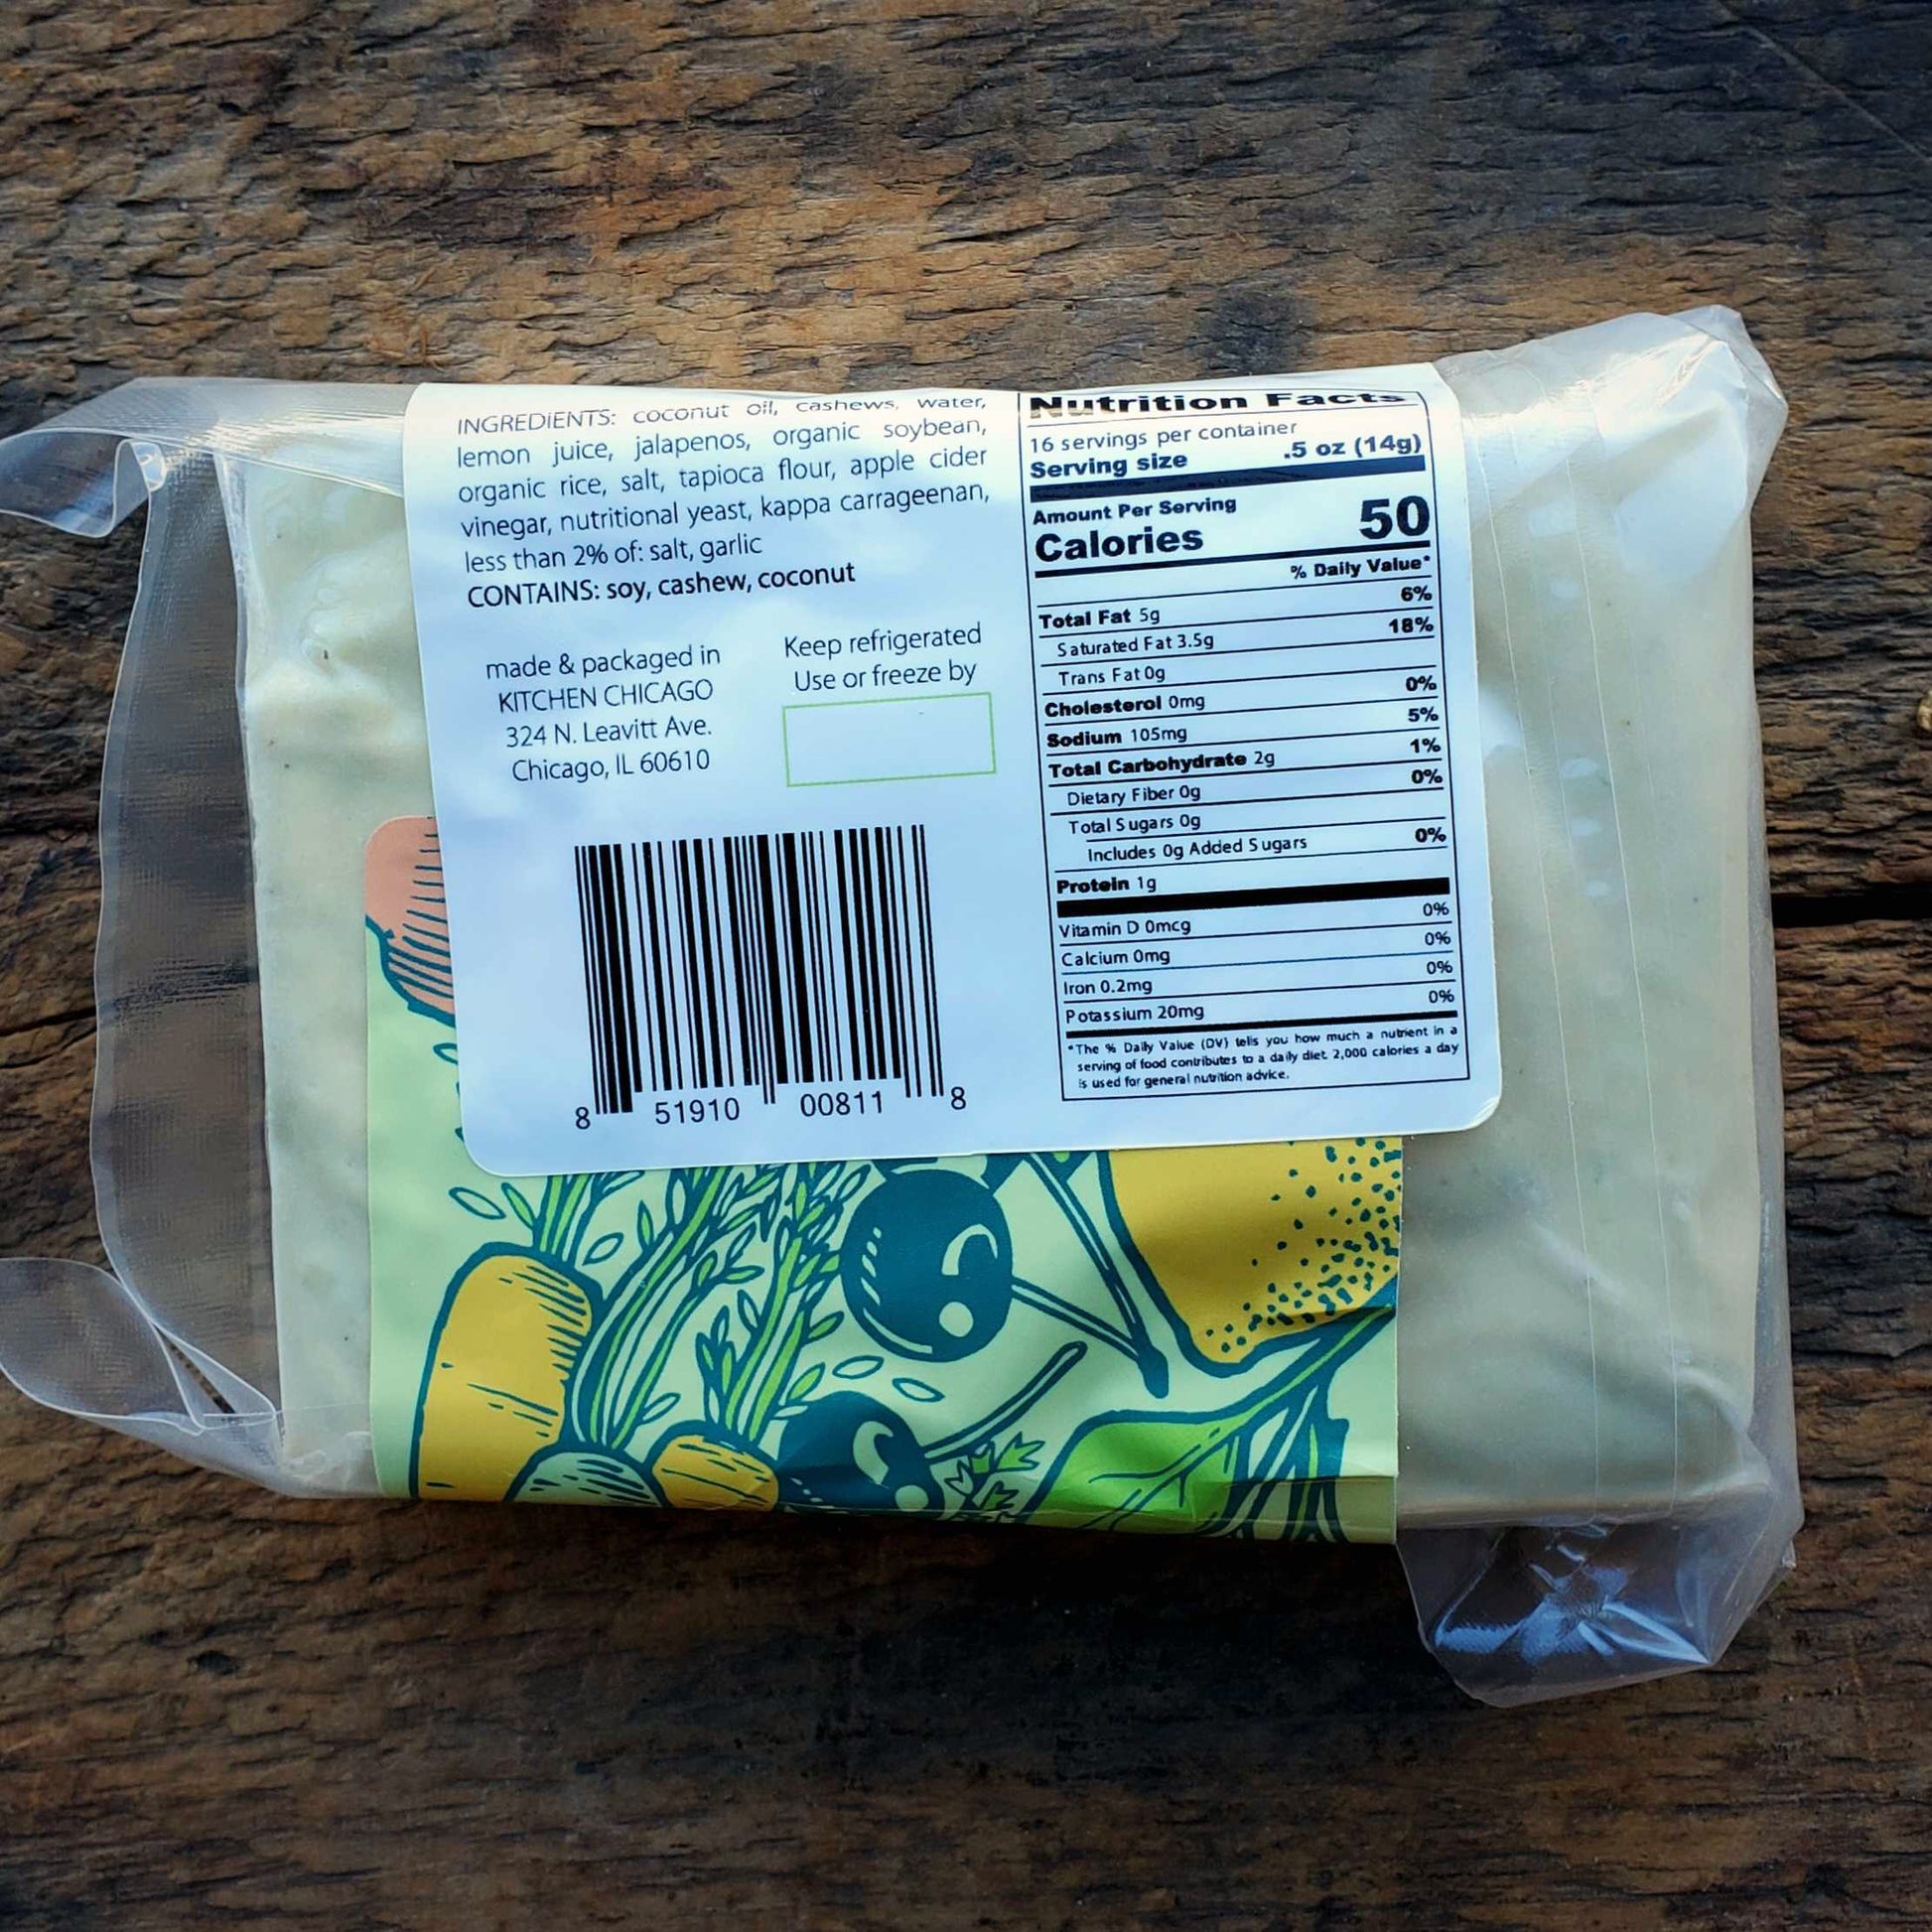 INGREDiENTS: coconut oil, cashews, water,
lemon juice, jalapenos, organic soybean,
organic rice, salt, tapioca flour, apple cider
vinegar, nutritional yeast, kappa carrageenan,
less than 2% of: salt, garlic
CONTAINS: soy, cashew, coconut
made & packaged in
KITCHEN CHICAGO
324 N. Leavitt Ave.
Chicago, IL 60610
Keep refrigerated
Use or freeze by
8 51910 00811 8
Nutrition Facts
16 servings per container
Serving size .5 oz (14g)
Amount Per Serving
Calories 50
% Daily Value*
Total Fat 5g 6%
Saturated Fat 3.5g 18%
Trans Fat 0g
Cholesterol 0mg 0%
Sodium 105mg 5%
Total Carbohydrate 2g 1%
Dietary Fiber 0g 0%
Total Sugars 0g
Includes 0g Added Sugars 0%
Protein 1g
Vitamin D 0mcg 0%
Calcium 0mg 0%
Iron 0.2mg 0%
Potassium 20mg 0%
*The % Daily Value (DV) tells you how much a nutrient in a
serving of food contributes to a daily diet. 2,000 calories a day
is used for general nutrition advice.